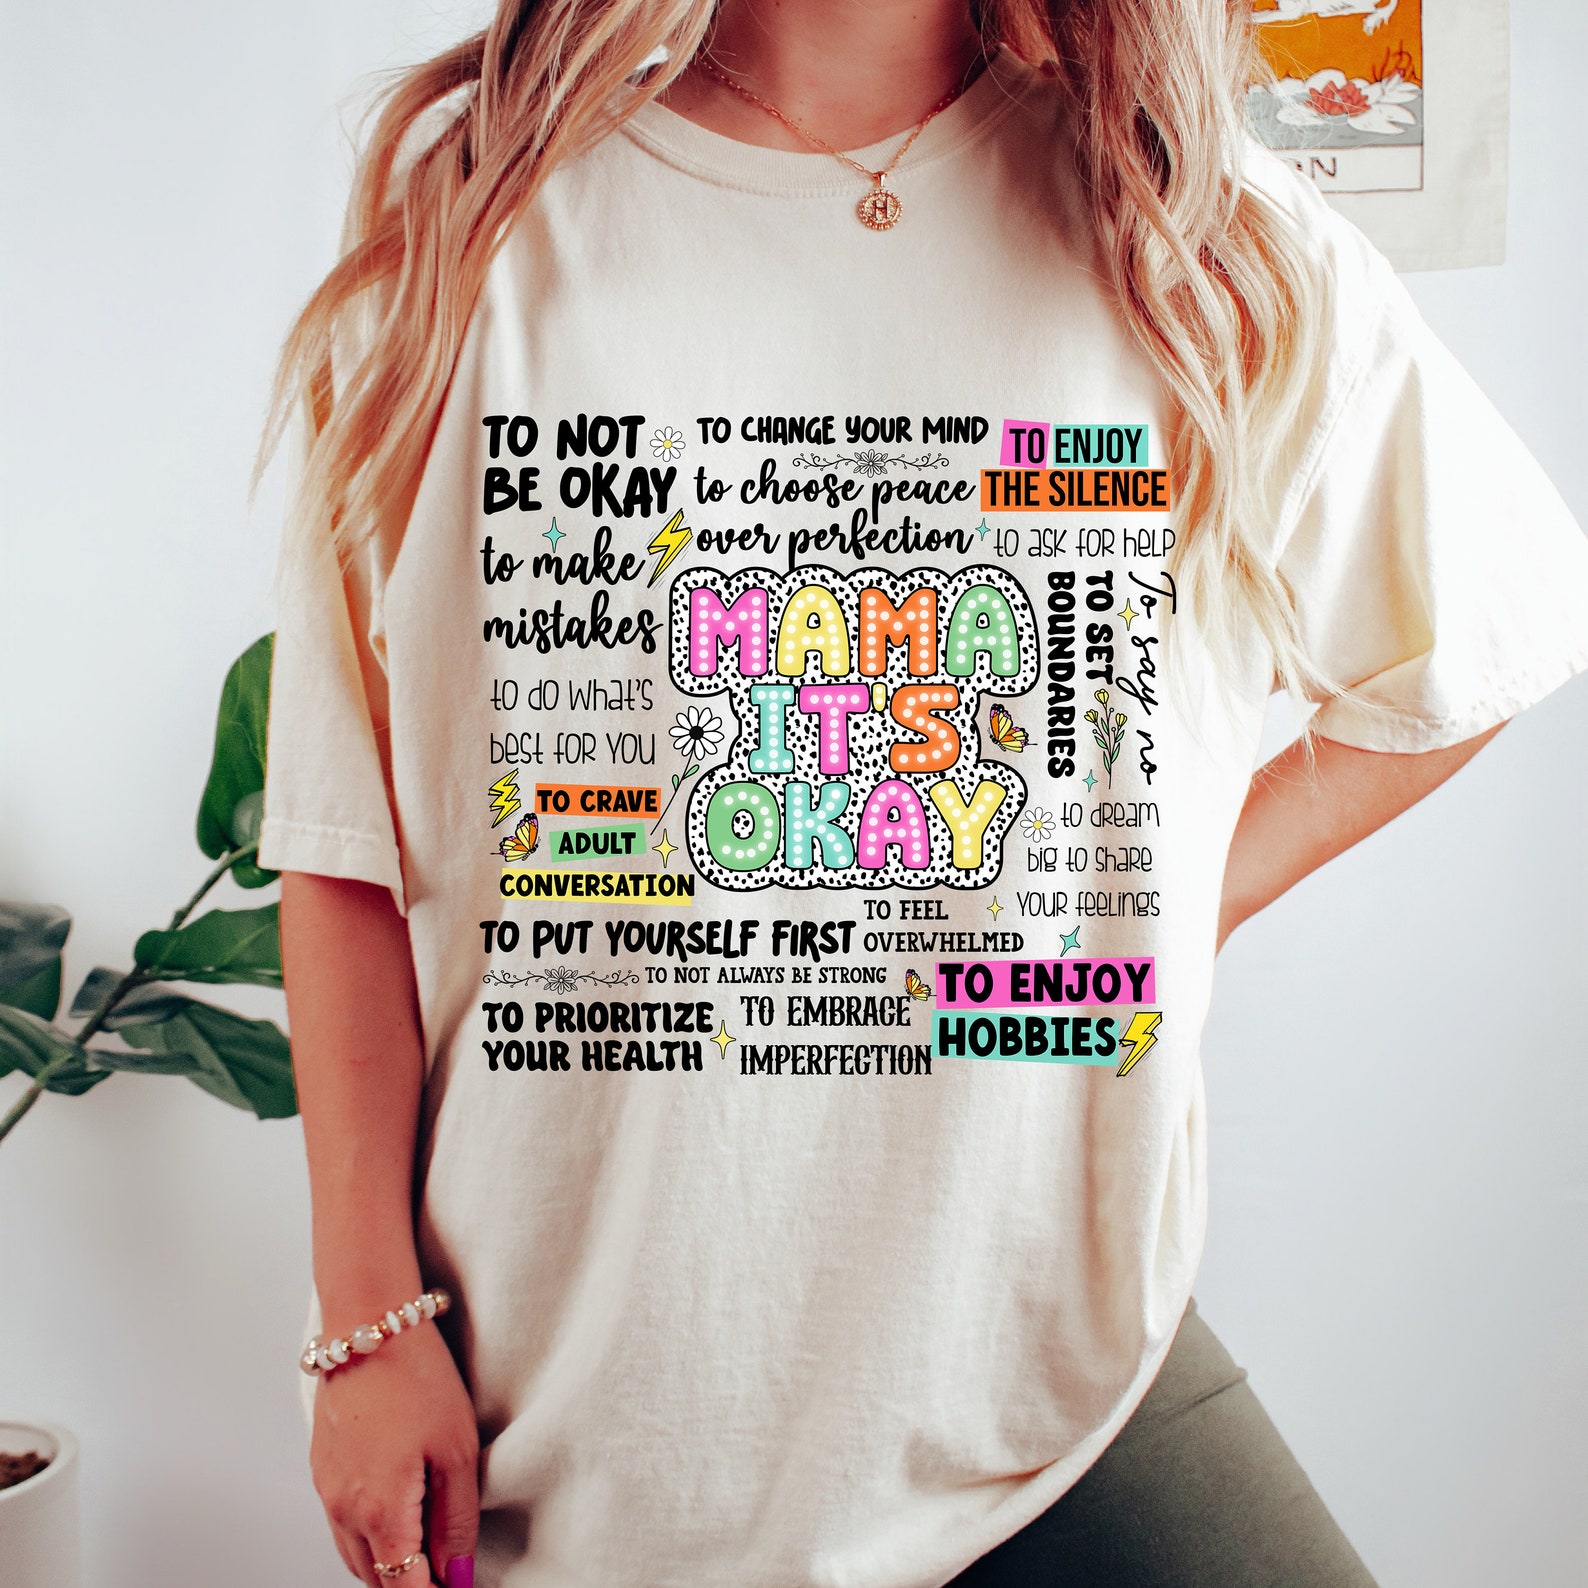 H
ON
TO NOT
BE OKAY
to make
mistakes
to do what's
best for you
TO CRAVE
ADULT
CONVERSATION
TO CHANGE YOUR MIND
to choose peace
over perfection
TO ENJOY
THE SILENCE
to ask for help
TO SET
BOUNDARIES
To say no
MAMA
IT'S
OKAY
to dream
big to share
your feelings
TO PUT YOURSELF FIRST
TO FEEL
OVERWHELMED
TO NOT ALWAYS BE STRONG
TO PRIORITIZE
YOUR HEALTH
TO EMBRACE
IMPERFECTION
TO ENJOY
HOBBIES